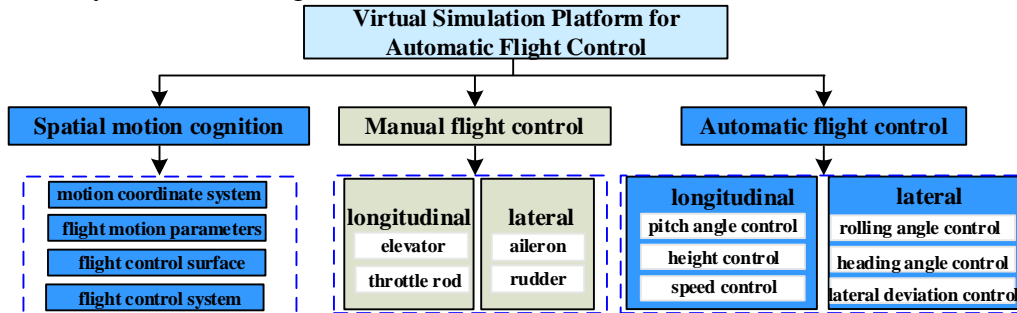 Virtual Simulation Platform for
Automatic Flight Control
Spatial motion cognition
Manual flight control
Automatic flight control
motion coordinate system
flight motion parameters
flight control surface
flight control system
longitudinal
elevator
throttle rod
lateral
aileron
rudder
longitudinal
pitch angle control
height control
speed control
lateral
rolling angle control
heading angle control
lateral deviation control